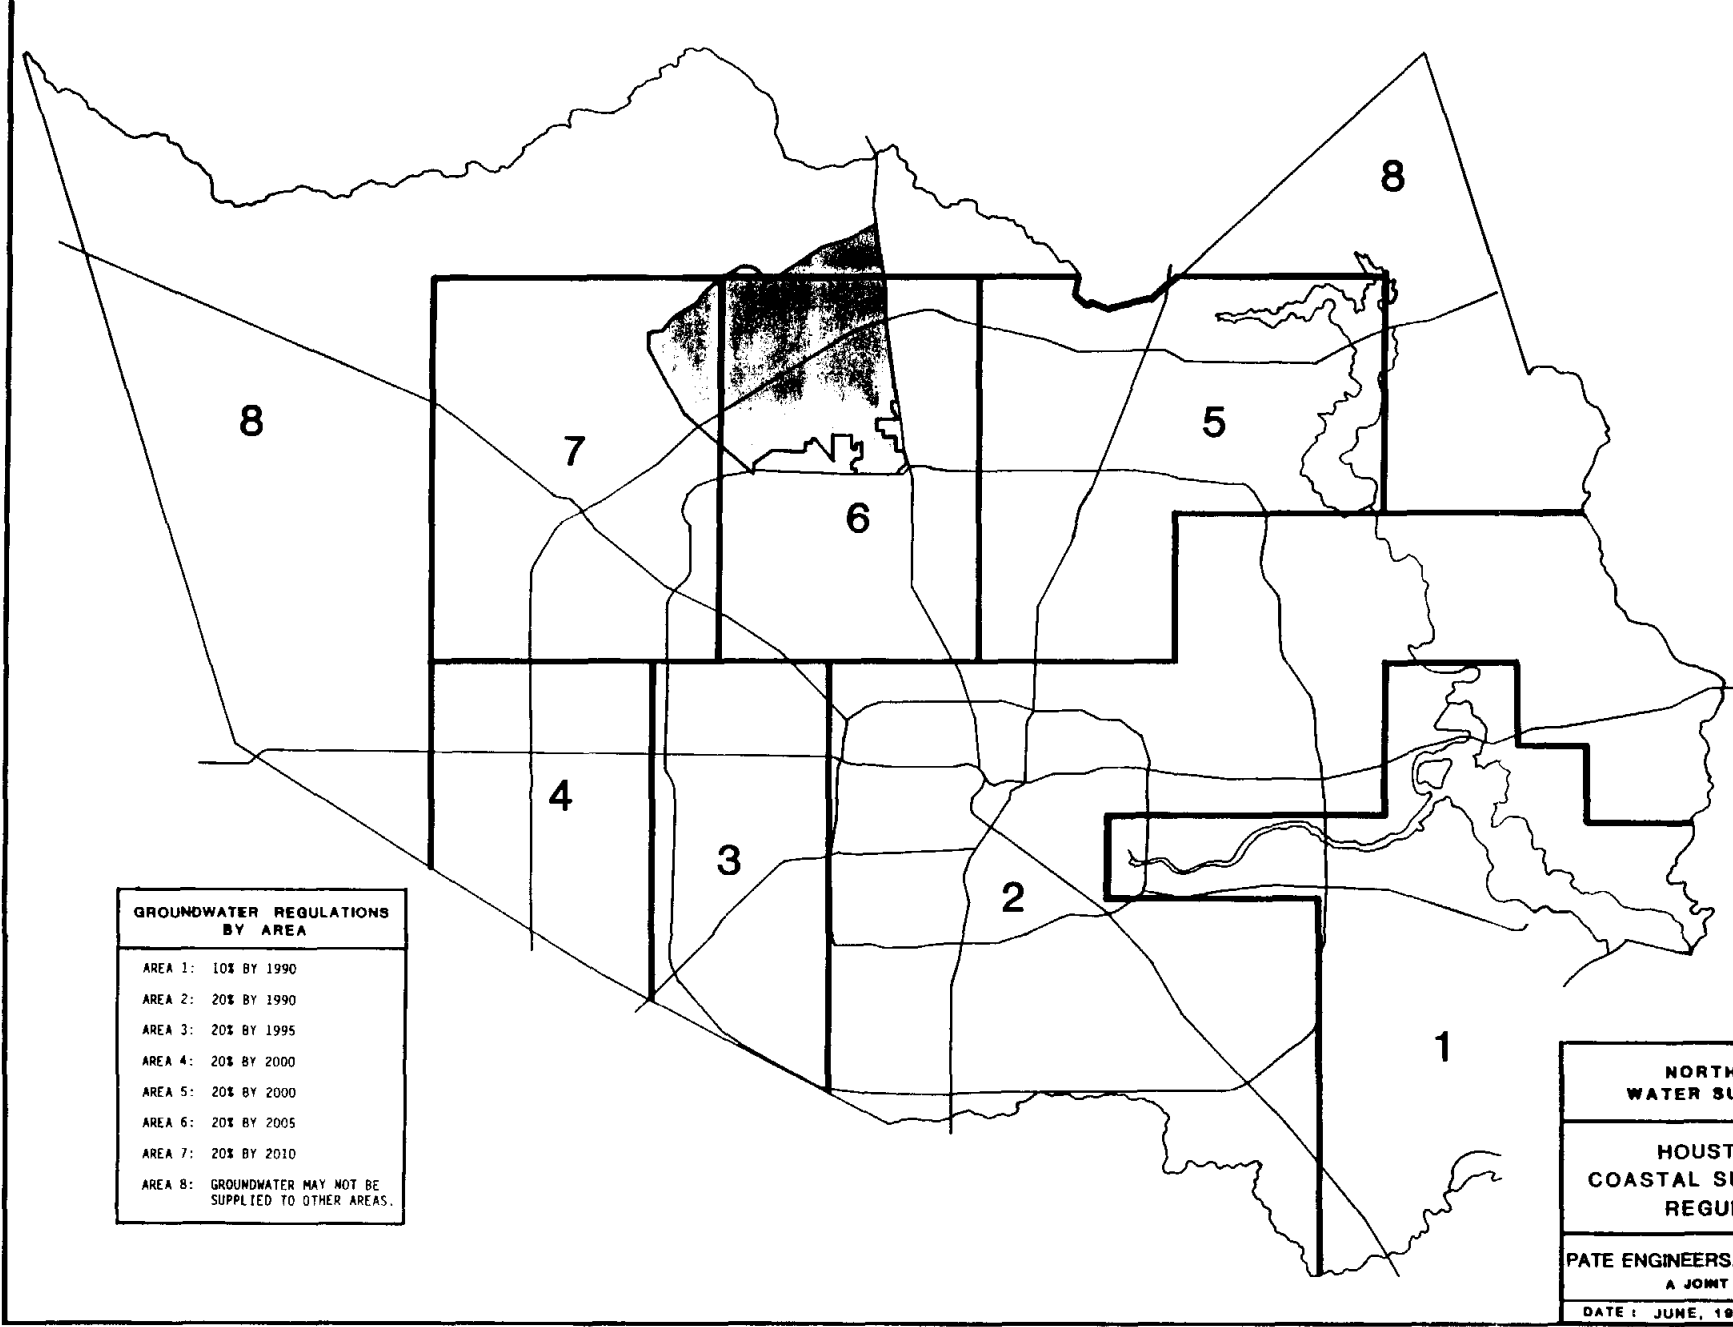 8
8
5
7
6
4
3
2
1
GROUNDWATER REGULATIONS
BY AREA
AREA 1: 10% BY 1990
AREA 2: 20% BY 1990
AREA 3: 20% BY 1995
AREA 4: 20% BY 2000
AREA 5: 20% BY 2000
AREA 6: 20% BY 2005
AREA 7: 20% BY 2010
AREA 8: GROUNDWATER MAY NOT BE
SUPPLIED TO OTHER AREAS.
NORTH
WATER SU
HOUST
COASTAL SU
REGU
PATE ENGINEERS
A JOINT
DATE: JUNE, 19